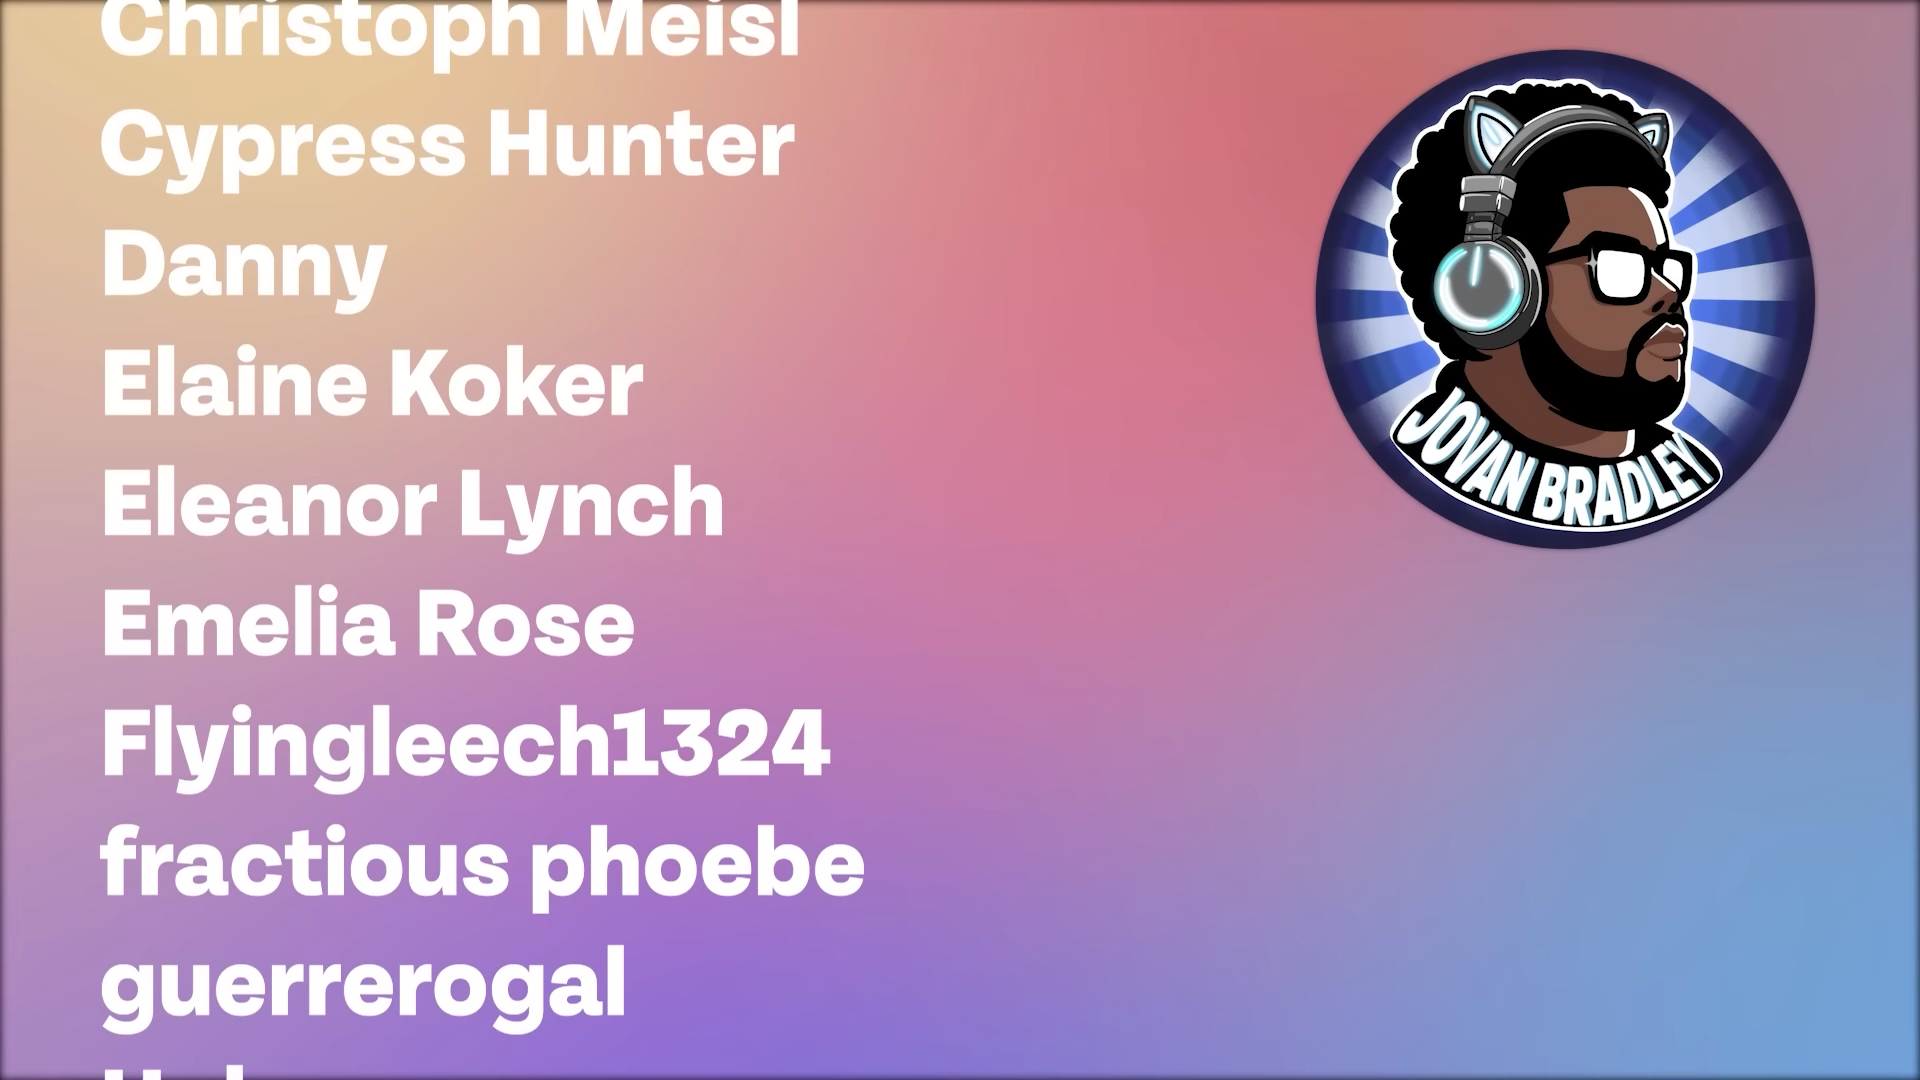 Christoph Meisl
Cypress Hunter
Danny
Elaine Koker
Eleanor Lynch
Emelia Rose
Flyingleech1324
fractious phoebe
guerrerogal
JOVAN BRADLEY